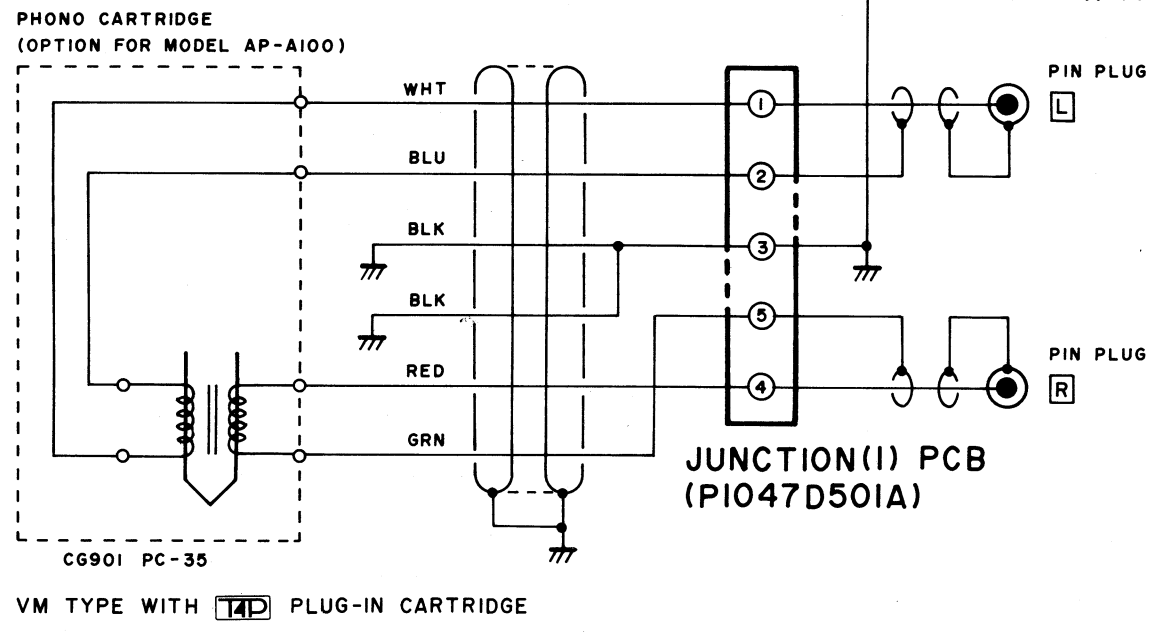 PHONO CARTRIDGE
(OPTION FOR MODEL AP-A100)
PIN PLUG
L
WHT
1
BLU
2
BLK
3
BLK
5
PIN PLUG
R
RED
4
GRN
JUNCTION(1) PCB
(P1047D501A)
CG901 PC-35
VM TYPE WITH T4P PLUG-IN CARTRIDGE